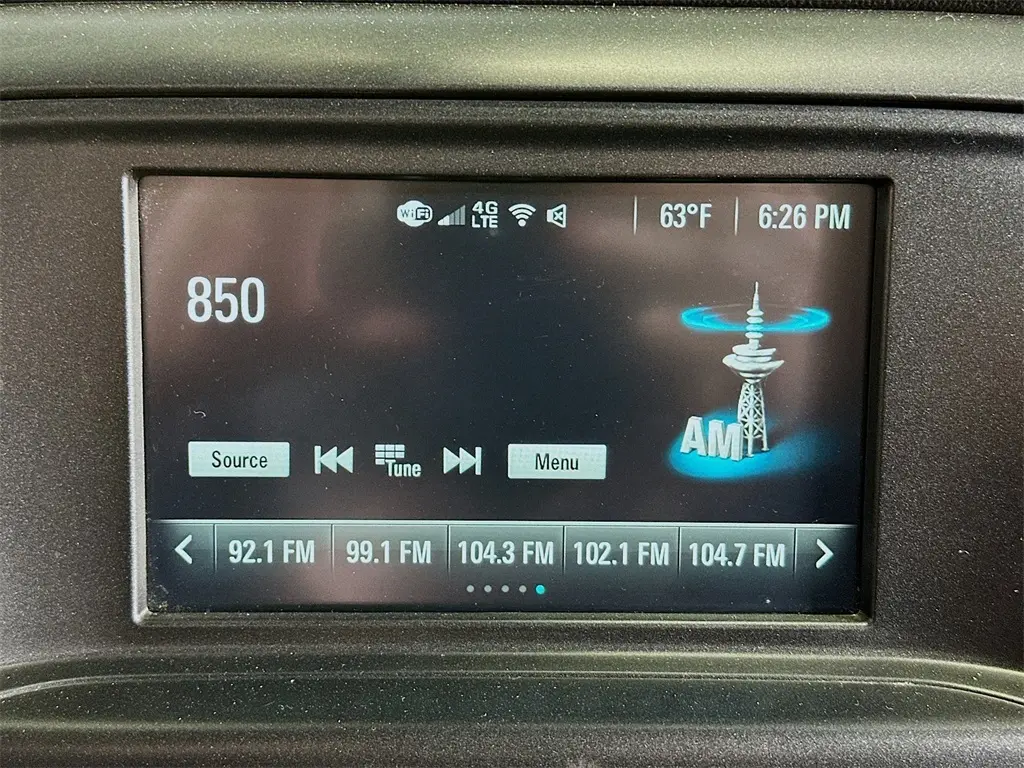 WiFi 4G LTE 63°F 6:26 PM
850
AM
Source Tune Menu
92.1 FM 99.1 FM 104.3 FM 102.1 FM 104.7 FM